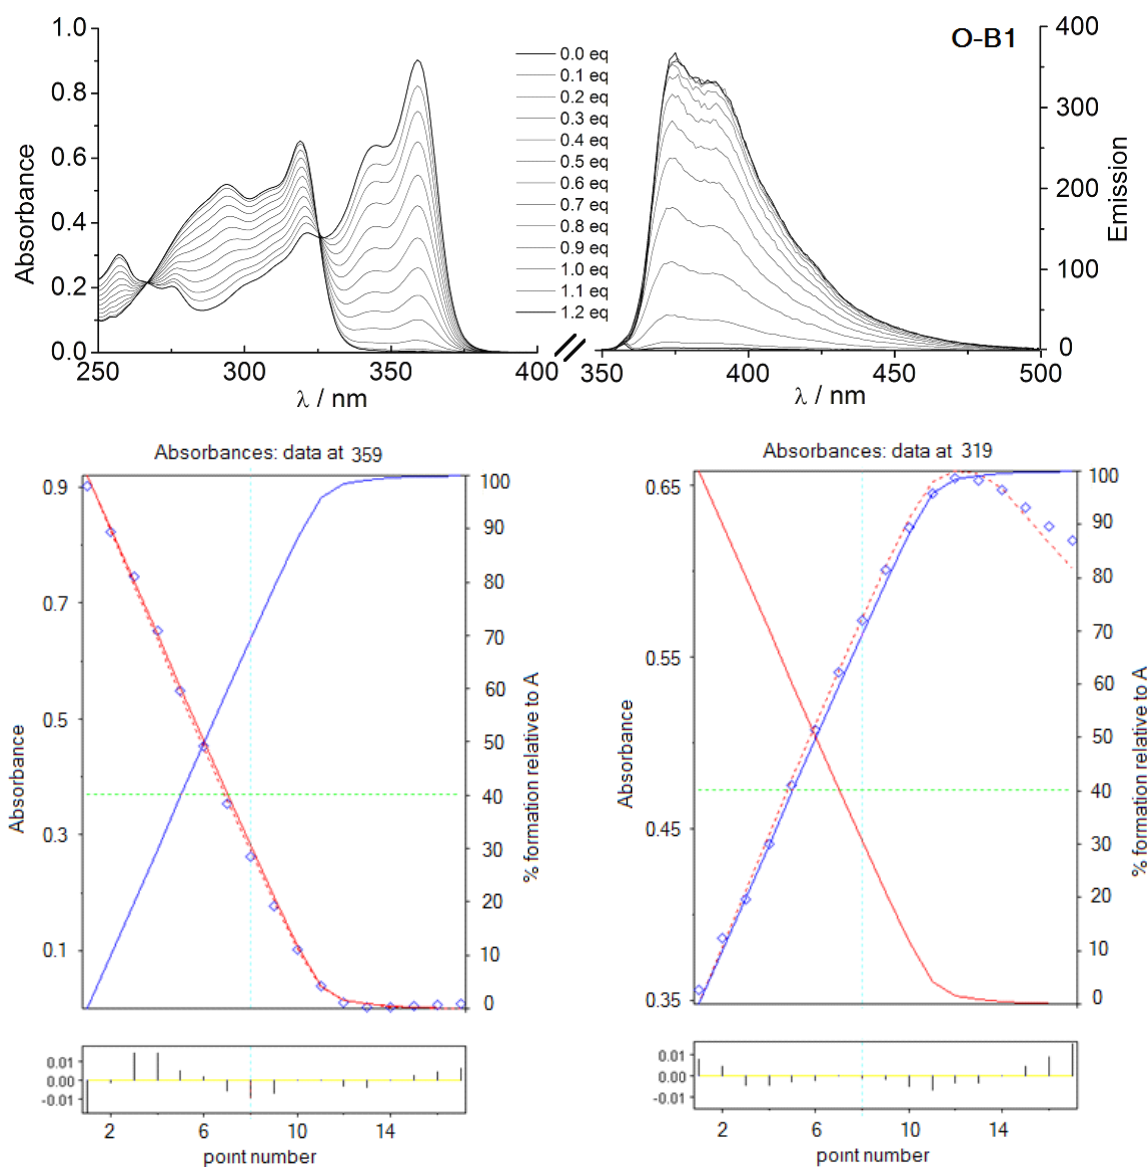 O-B1
1.0
0.8
0.6
0.4
0.2
0.0
Absorbance
250
300
350
400
λ / nm
0.0 eq
0.1 eq
0.2 eq
0.3 eq
0.4 eq
0.5 eq
0.6 eq
0.7 eq
0.8 eq
0.9 eq
1.0 eq
1.1 eq
1.2 eq
400
300
200
100
0
Emission
350
400
450
500
λ / nm
Absorbances: data at 359
0.9
0.7
0.5
0.3
0.1
Absorbance
100
90
80
70
60
50
40
30
20
10
0
% formation relative to A
0.01
0.00
-0.01
2
6
10
14
point number
Absorbances: data at 319
0.65
0.55
0.45
0.35
Absorbance
100
90
80
70
60
50
40
30
20
10
0
% formation relative to A
0.01
0.00
-0.01
2
6
10
14
point number